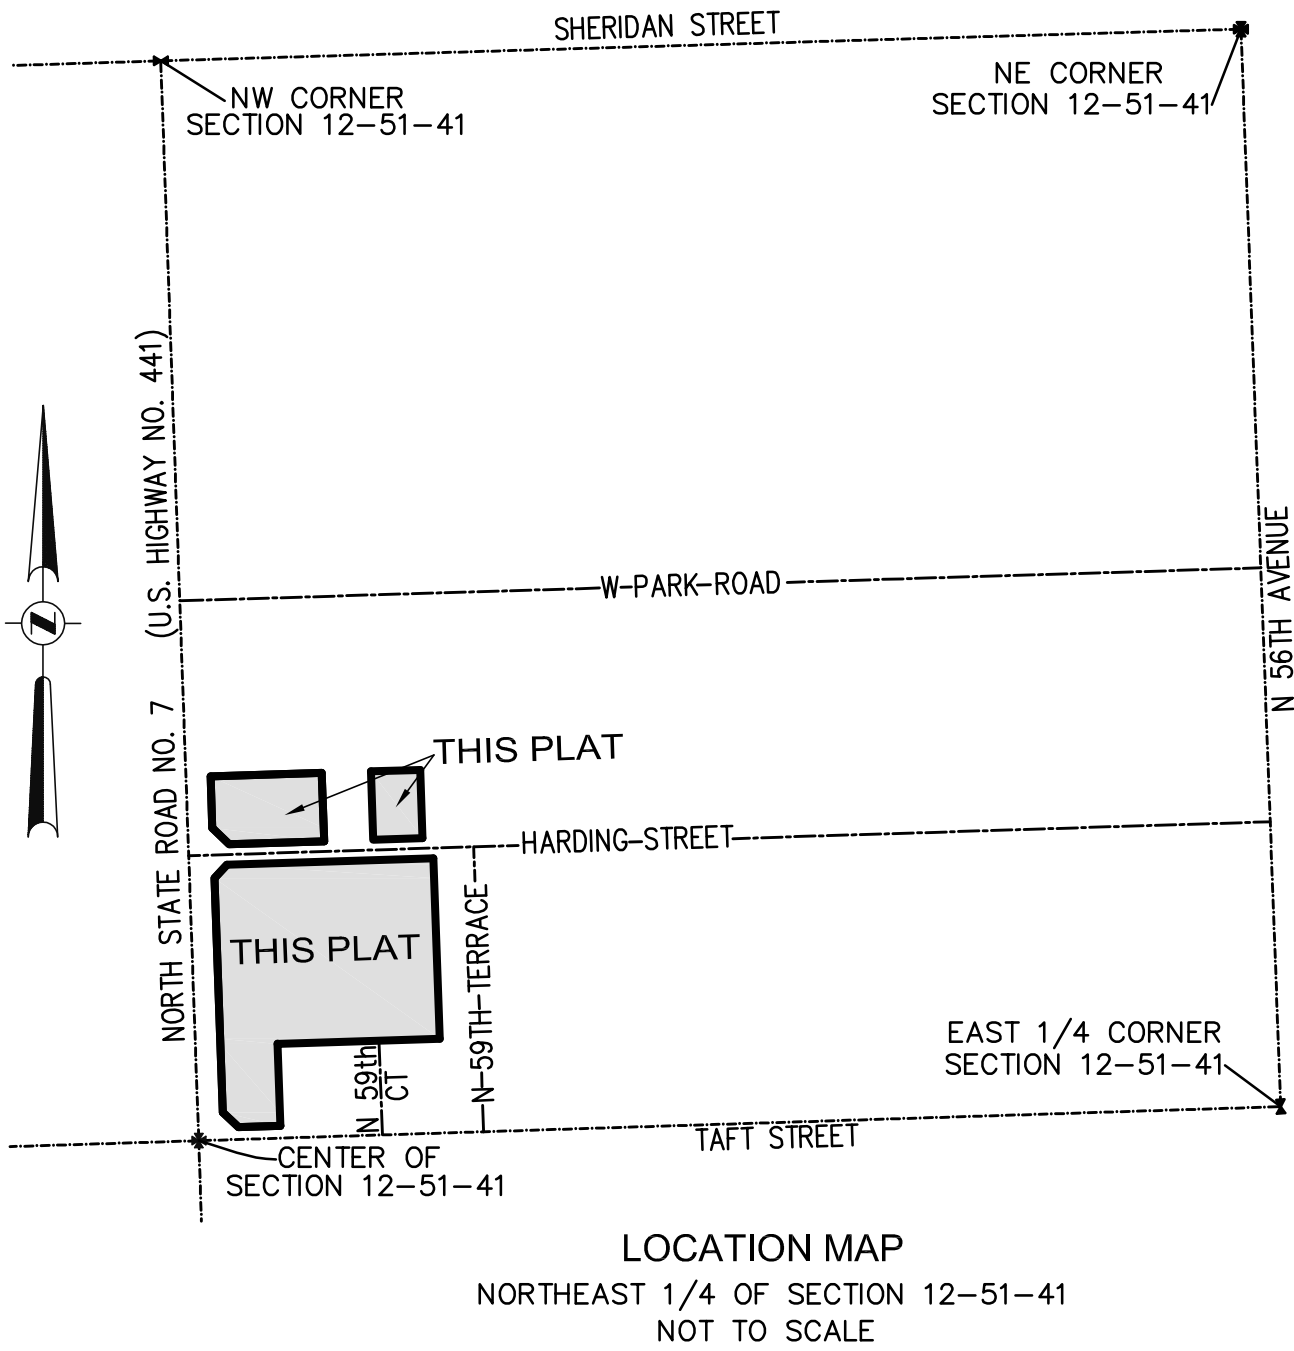 SHERIDAN STREET
NW CORNER
SECTION 12-51-41
NE CORNER
SECTION 12-51-41
(U.S. HIGHWAY NO. 441)
NORTH STATE ROAD NO. 7
N 56TH AVENUE
W PARK ROAD
THIS PLAT
HARDING STREET
THIS PLAT
N 59TH TERRACE
N 59th
CT
EAST 1/4 CORNER
SECTION 12-51-41
TAFT STREET
CENTER OF
SECTION 12-51-41
N
LOCATION MAP
NORTHEAST 1/4 OF SECTION 12-51-41
NOT TO SCALE